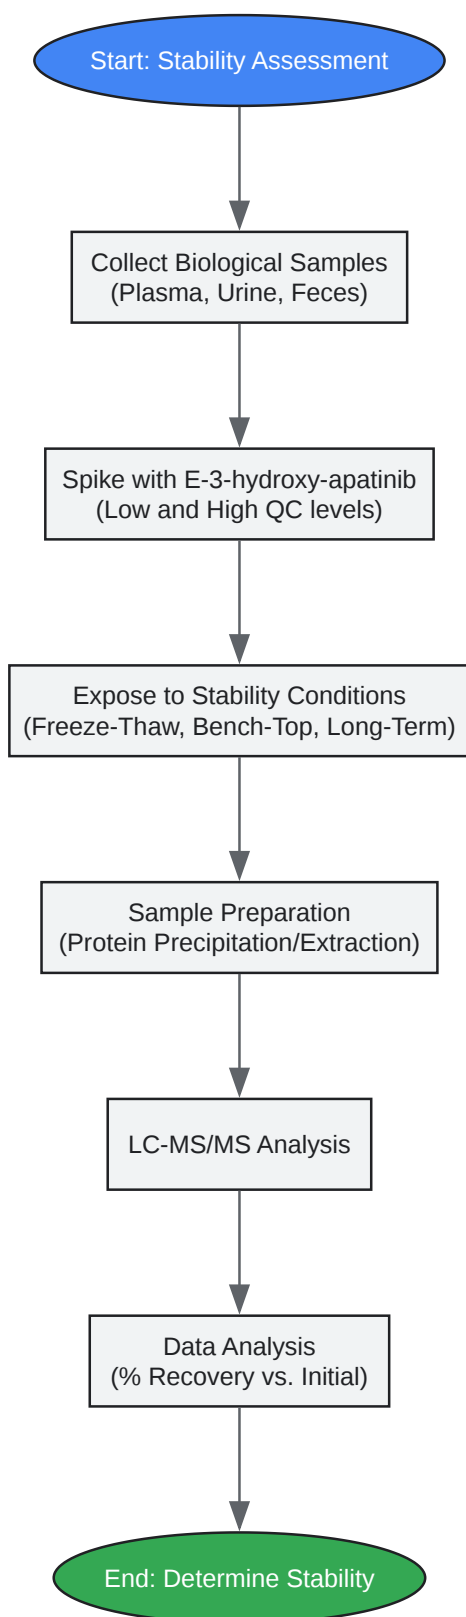 Start: Stability Assessment
Collect Biological Samples
(Plasma, Urine, Feces)
Spike with E-3-hydroxy-apatinib
(Low and High QC levels)
Expose to Stability Conditions
(Freeze-Thaw, Bench-Top, Long-Term)
Sample Preparation
(Protein Precipitation/Extraction)
LC-MS/MS Analysis
Data Analysis
(% Recovery vs. Initial)
End: Determine Stability